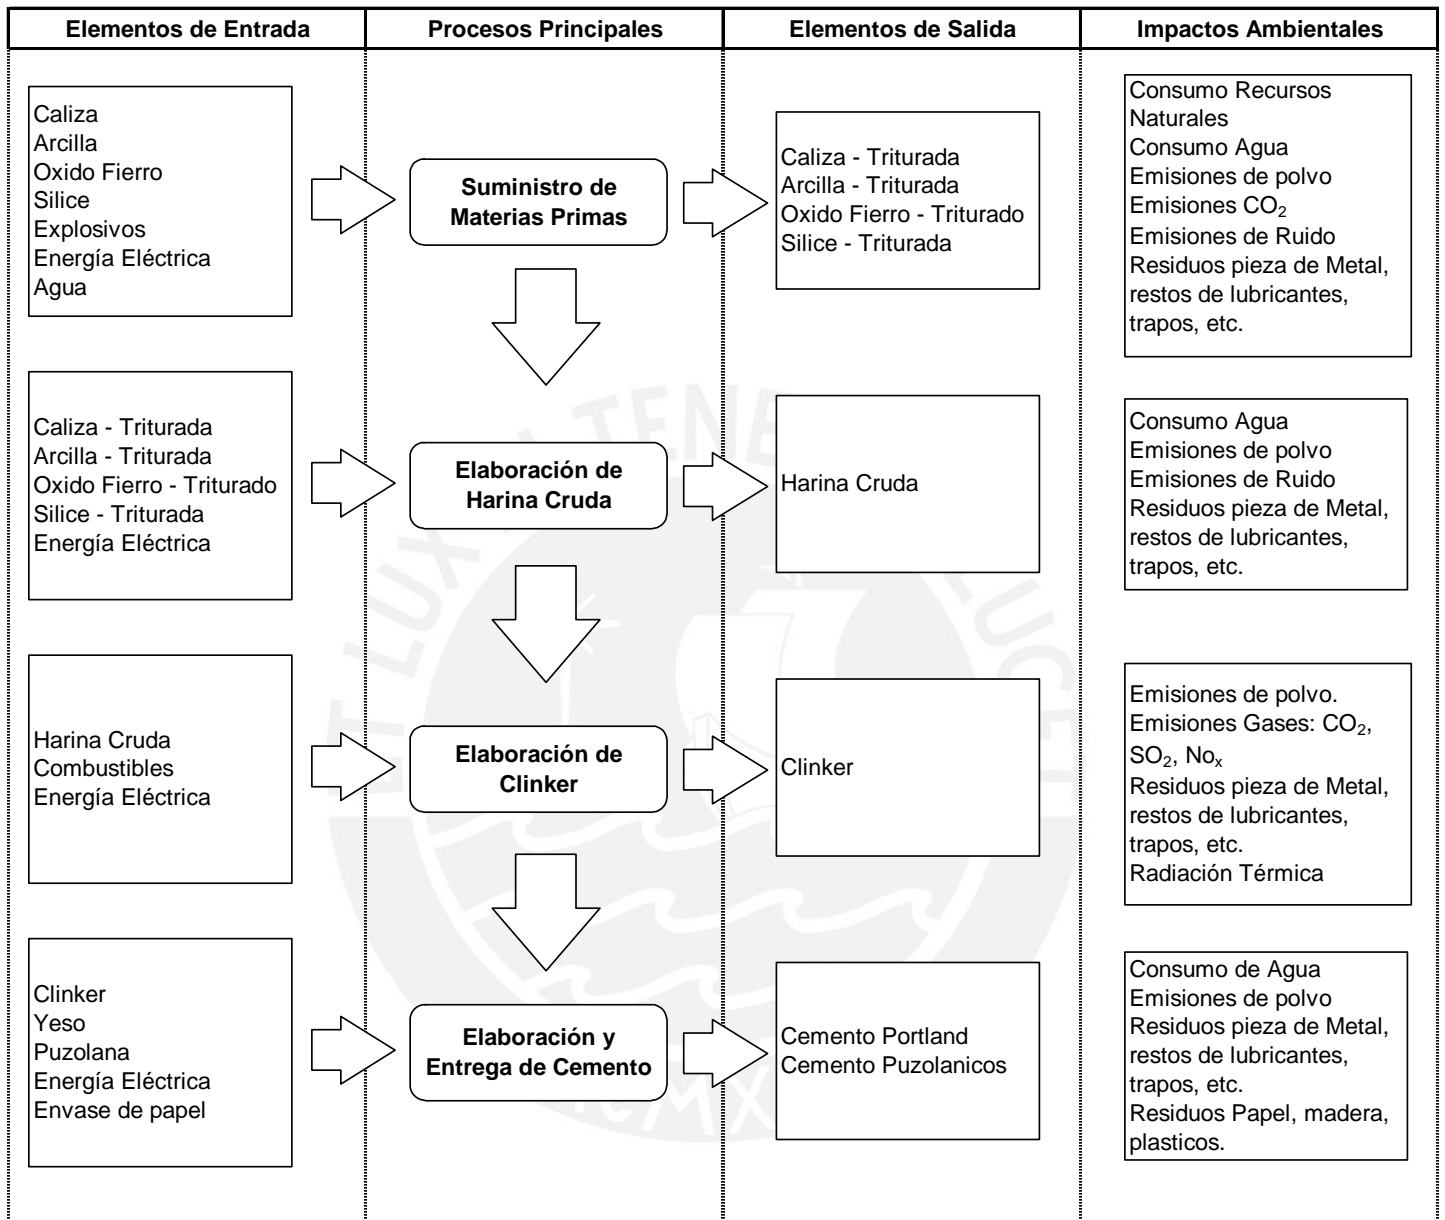 Elementos de Entrada
Procesos Principales
Elementos de Salida
Impactos Ambientales
Caliza
Arcilla
Oxido Fierro
Silice
Explosivos
Energía Eléctrica
Agua
Suministro de
Materias Primas
Caliza - Triturada
Arcilla - Triturada
Oxido Fierro - Triturado
Silice - Triturada
Consumo Recursos
Naturales
Consumo Agua
Emisiones de polvo
Emisiones CO₂
Emisiones de Ruido
Residuos pieza de Metal,
restos de lubricantes,
trapos, etc.
Caliza - Triturada
Arcilla - Triturada
Oxido Fierro - Triturado
Silice - Triturada
Energía Eléctrica
Elaboración de
Harina Cruda
Harina Cruda
Consumo Agua
Emisiones de polvo
Emisiones de Ruido
Residuos pieza de Metal,
restos de lubricantes,
trapos, etc.
Harina Cruda
Combustibles
Energía Eléctrica
Elaboración de
Clinker
Clinker
Emisiones de polvo.
Emisiones Gases: CO₂,
SO₂, Noₓ
Residuos pieza de Metal,
restos de lubricantes,
trapos, etc.
Radiación Térmica
Clinker
Yeso
Puzolana
Energía Eléctrica
Envase de papel
Elaboración y
Entrega de Cemento
Cemento Portland
Cemento Puzolanicos
Consumo de Agua
Emisiones de polvo
Residuos pieza de Metal,
restos de lubricantes,
trapos, etc.
Residuos Papel, madera,
plasticos.